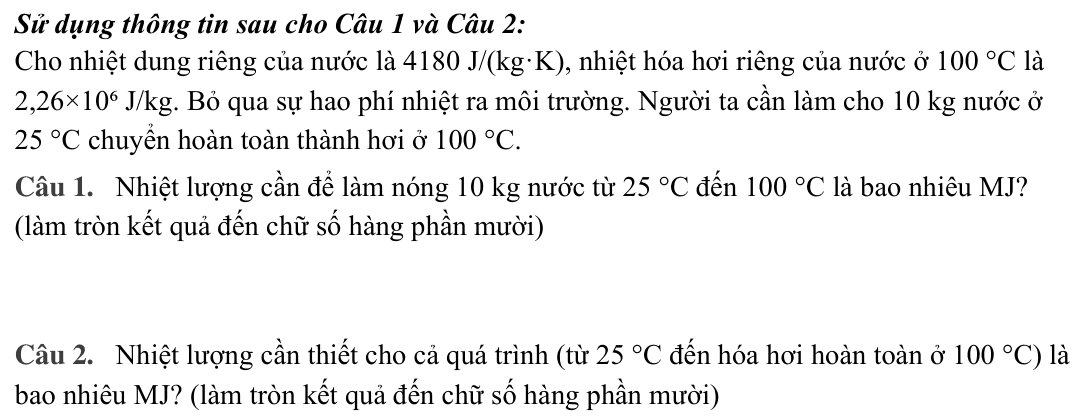 Sử dụng thông tin sau cho Câu 1 và Câu 2:
Cho nhiệt dung riêng của nước là 4180 J/(kg·K), nhiệt hóa hơi riêng của nước ở 100 °C là
2,26×10⁶ J/kg. Bỏ qua sự hao phí nhiệt ra môi trường. Người ta cần làm cho 10 kg nước ở
25 °C chuyển hoàn toàn thành hơi ở 100 °C.
Câu 1. Nhiệt lượng cần để làm nóng 10 kg nước từ 25 °C đến 100 °C là bao nhiêu MJ?
(làm tròn kết quả đến chữ số hàng phần mười)
Câu 2. Nhiệt lượng cần thiết cho cả quá trình (từ 25 °C đến hóa hơi hoàn toàn ở 100 °C) là
bao nhiêu MJ? (làm tròn kết quả đến chữ số hàng phần mười)